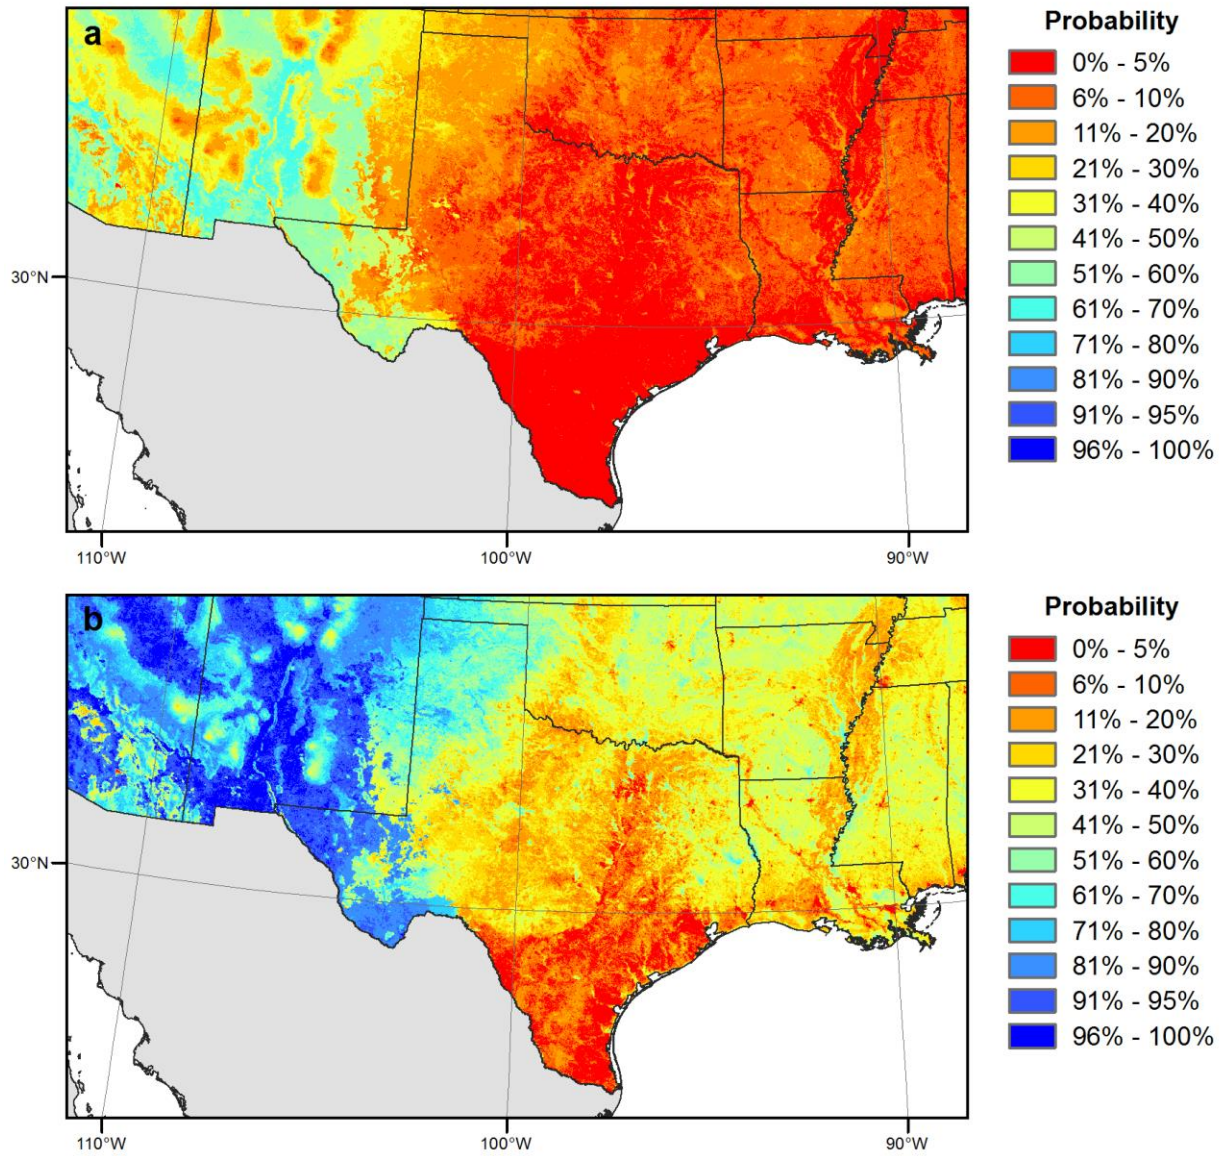 a
30°N
110°W
100°W
90°W
Probability
0% - 5%
6% - 10%
11% - 20%
21% - 30%
31% - 40%
41% - 50%
51% - 60%
61% - 70%
71% - 80%
81% - 90%
91% - 95%
96% - 100%
b
30°N
110°W
100°W
90°W
Probability
0% - 5%
6% - 10%
11% - 20%
21% - 30%
31% - 40%
41% - 50%
51% - 60%
61% - 70%
71% - 80%
81% - 90%
91% - 95%
96% - 100%